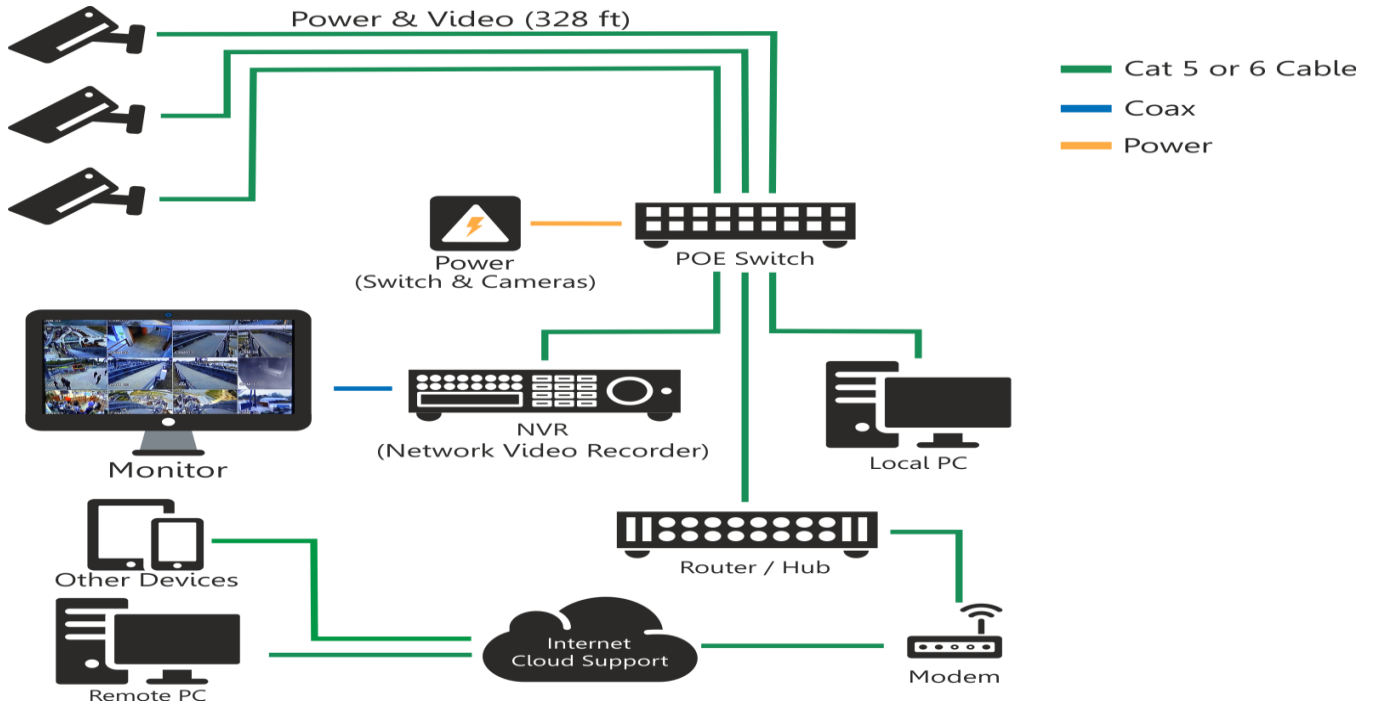 Power & Video (328 ft)
Cat 5 or 6 Cable
Coax
Power
POE Switch
Power
(Switch & Cameras)
NVR
(Network Video Recorder)
Monitor
Local PC
Other Devices
Router / Hub
Internet
Cloud Support
Modem
Remote PC